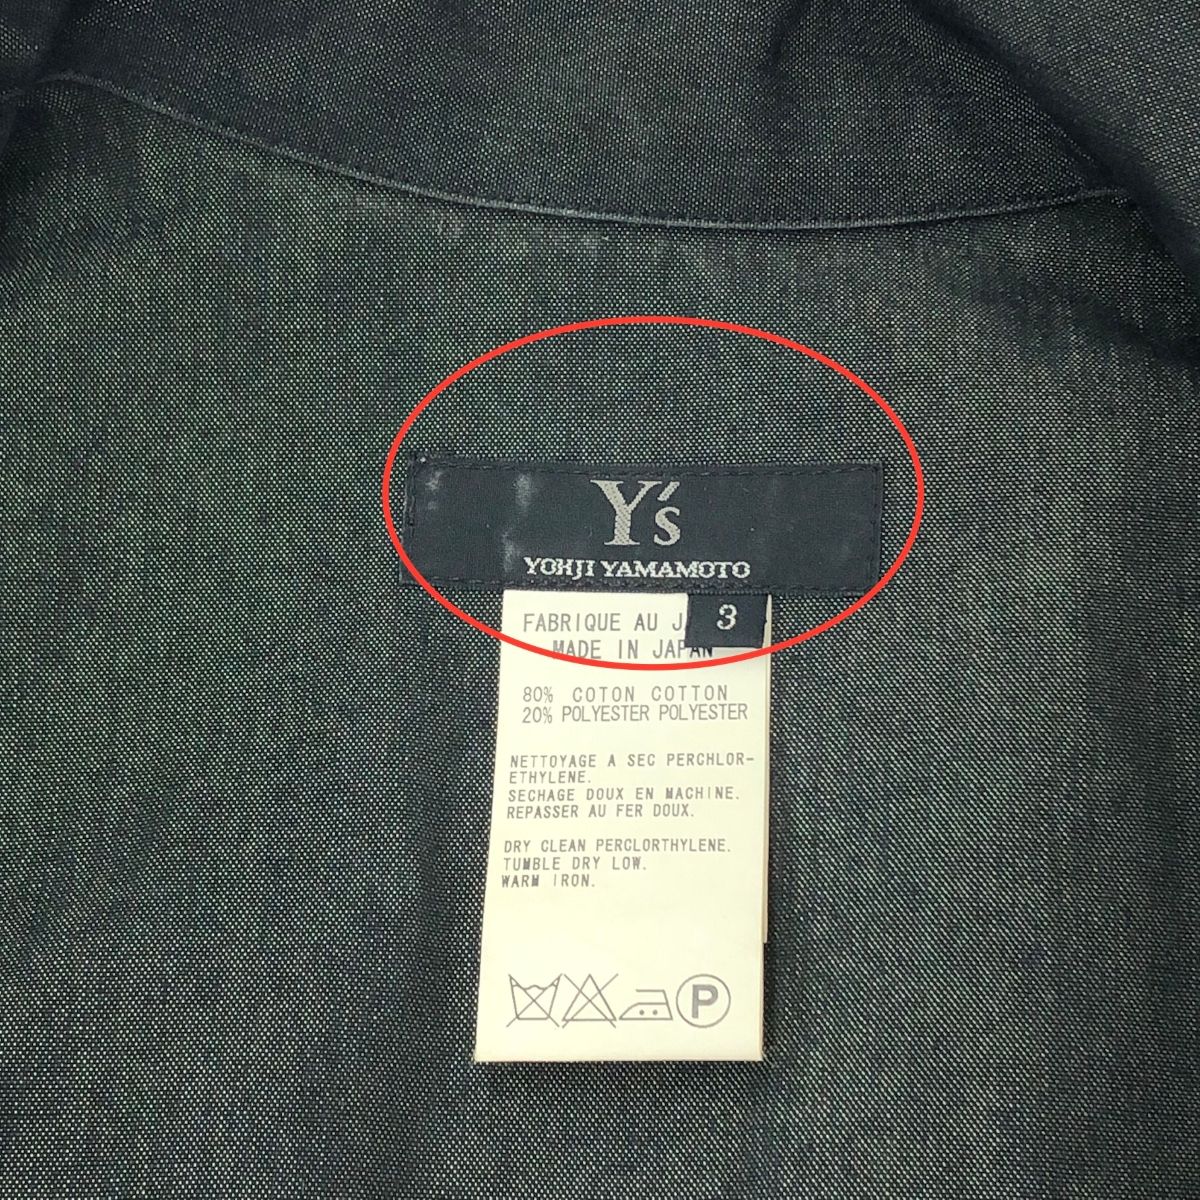 Y's
YOHJI YAMAMOTO
3
FABRIQUE AU
MADE IN JAPAN
80% COTON COTTON
20% POLYESTER POLYESTER
NETTOYAGE A SEC PERCHLOR-
ETHYLENE.
SECHAGE DOUX EN MACHINE.
REPASSER AU FER DOUX.
DRY CLEAN PERCLORTHYLENE.
TUMBLE DRY LOW.
WARM IRON.
P